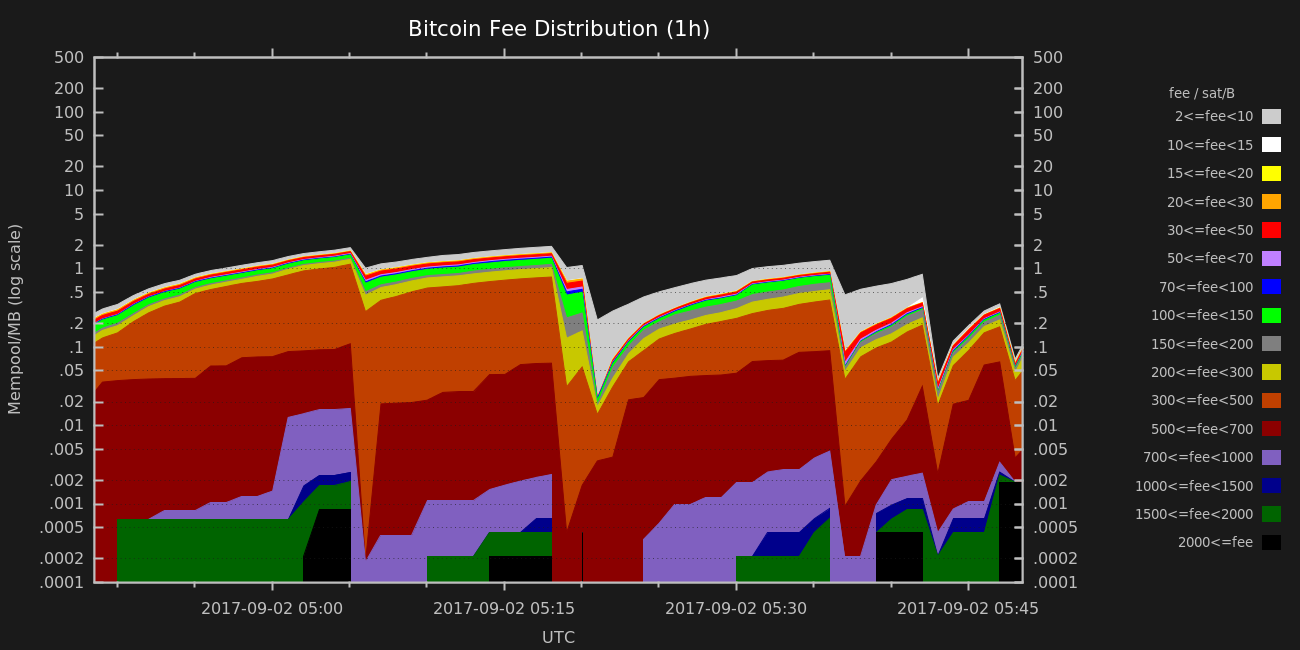 Bitcoin Fee Distribution (1h)
500 500
200 200
100 100
50 50
20 20
10 10
5 5
2 2
1 1
.5 .5
.2 .2
.1 .1
.05 .05
.02 .02
.01 .01
.005 .005
.002 .002
.001 .001
.0005 .0005
.0002 .0002
.0001 .0001
Mempool/MB (log scale)
2017-09-02 05:00 2017-09-02 05:15 2017-09-02 05:30 2017-09-02 05:45
UTC
fee / sat/B
2<=fee<10
10<=fee<15
15<=fee<20
20<=fee<30
30<=fee<50
50<=fee<70
70<=fee<100
100<=fee<150
150<=fee<200
200<=fee<300
300<=fee<500
500<=fee<700
700<=fee<1000
1000<=fee<1500
1500<=fee<2000
2000<=fee